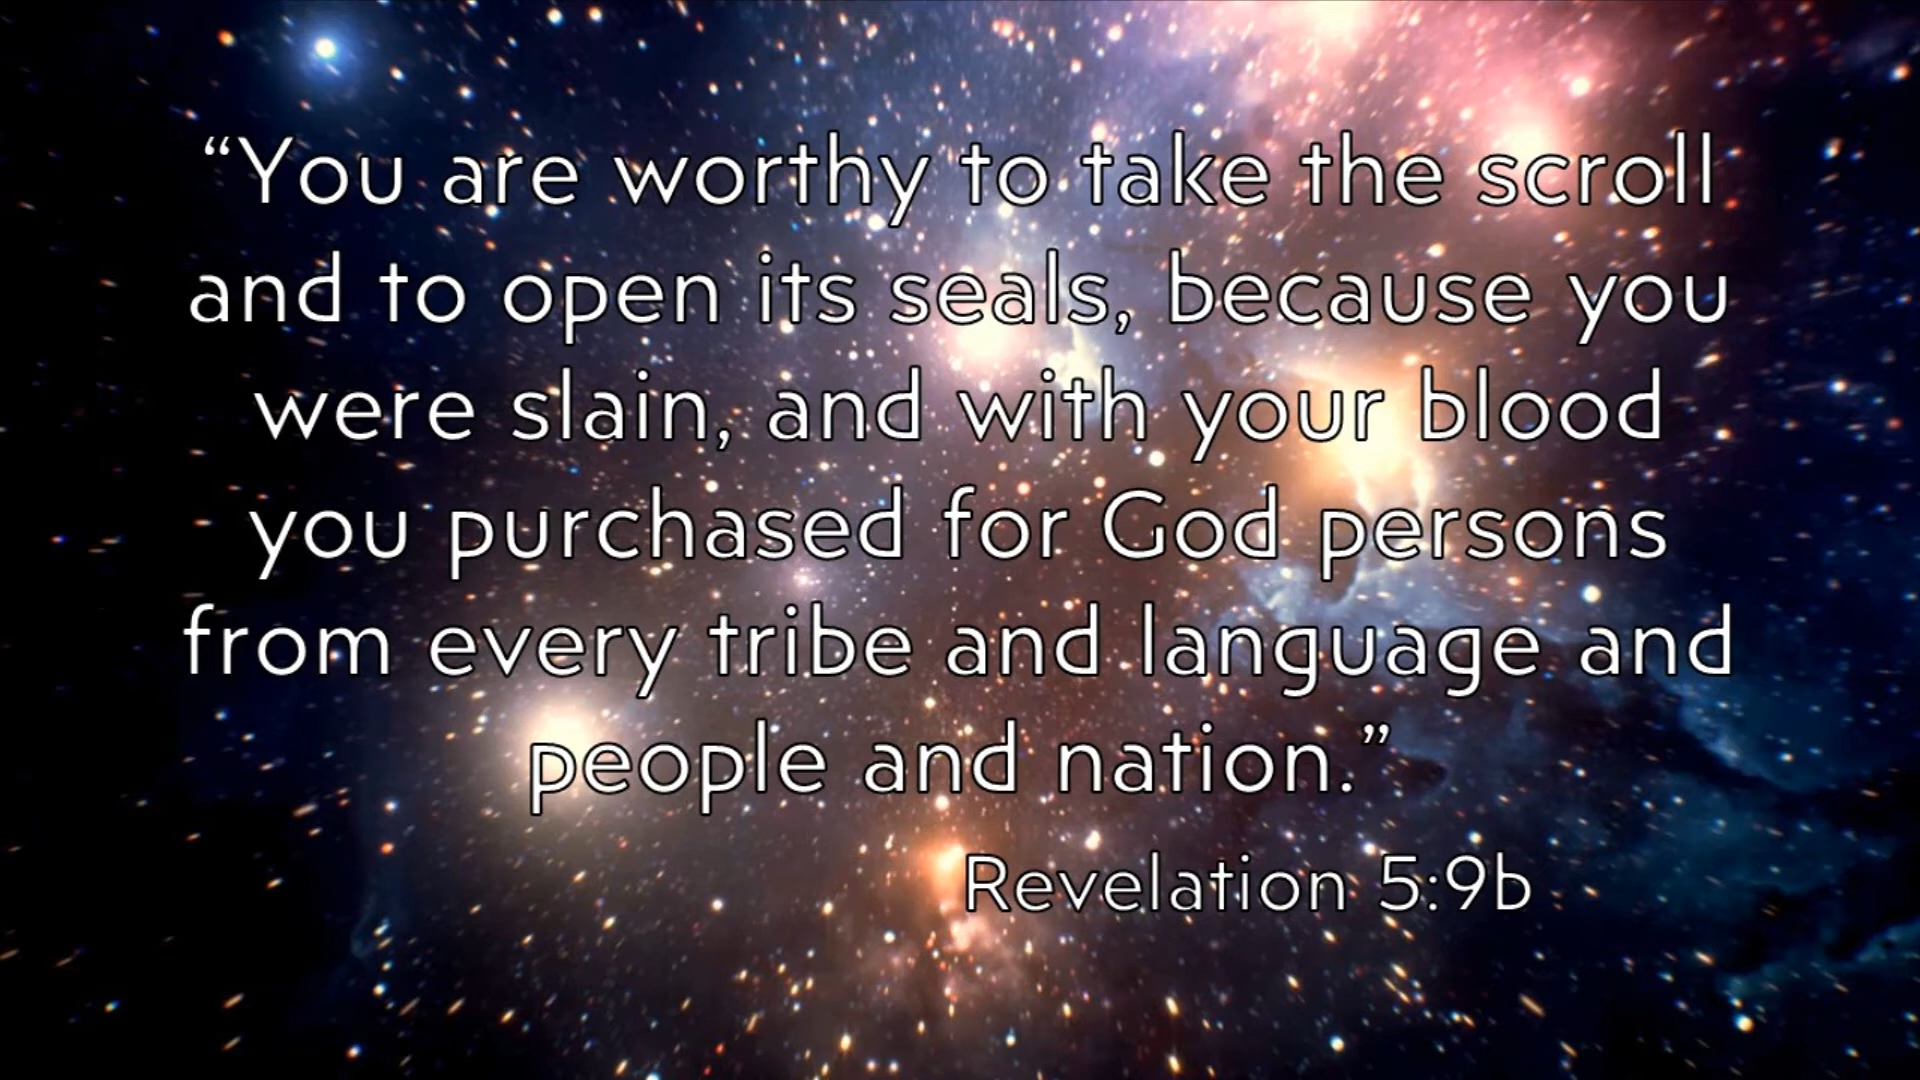 “You are worthy to take the scroll
and to open its seals, because you
were slain, and with your blood
you purchased for God persons
from every tribe and language and
people and nation.”
Revelation 5:9b